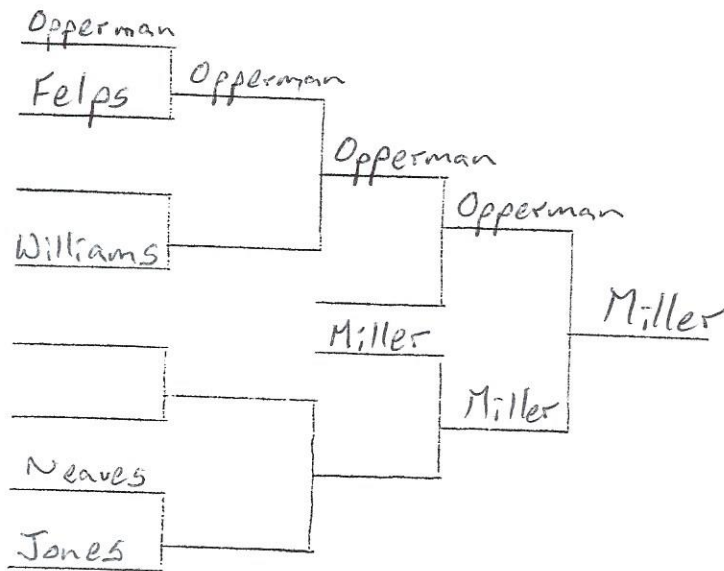 Opperman
Felps
Opperman
Opperman
Opperman
Williams
Miller
Miller
Miller
Neaves
Jones